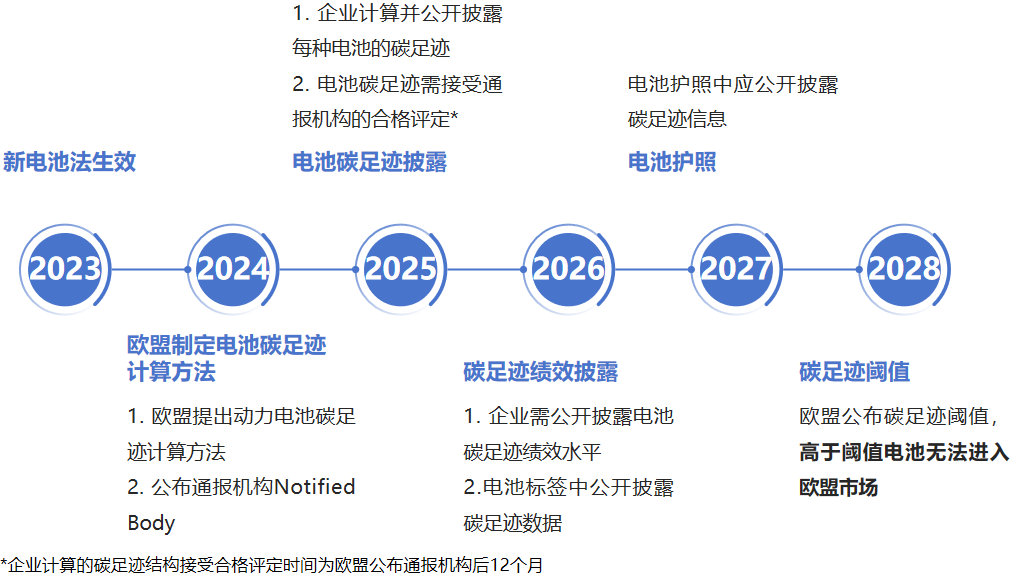 1. 企业计算并公开披露
每种电池的碳足迹
2. 电池碳足迹需接受通
报机构的合格评定*
电池护照中应公开披露
碳足迹信息
新电池法生效
电池碳足迹披露
电池护照
2023
2024
2025
2026
2027
2028
欧盟制定电池碳足迹
计算方法
1. 欧盟提出动力电池碳足
迹计算方法
2. 公布通报机构Notified
Body
碳足迹绩效披露
1. 企业需公开披露电池
碳足迹绩效水平
2.电池标签中公开披露
碳足迹数据
碳足迹阈值
欧盟公布碳足迹阈值，
高于阈值电池无法进入
欧盟市场
*企业计算的碳足迹结构接受合格评定时间为欧盟公布通报机构后12个月